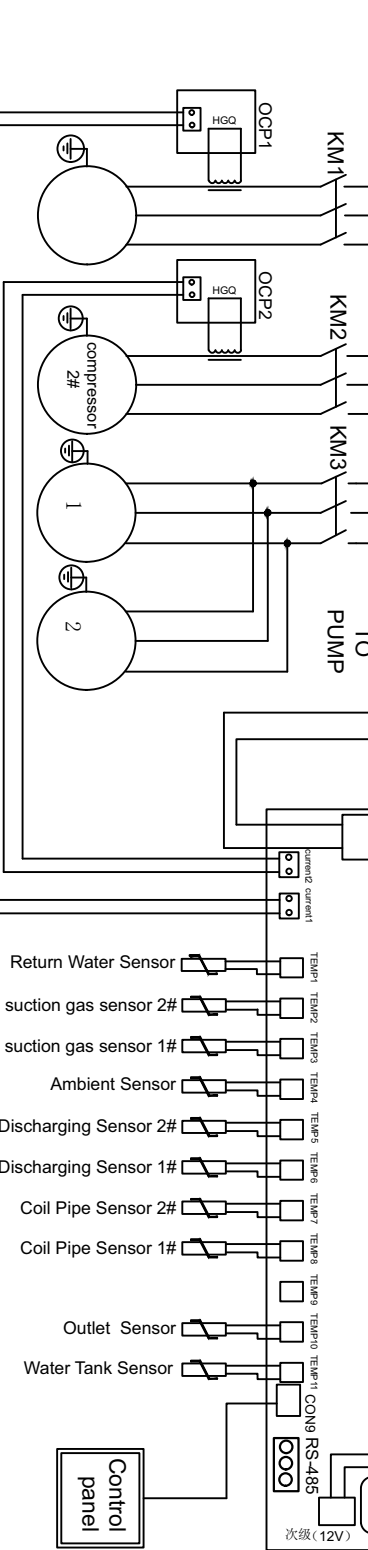 OCP1
HGQ
KM1
OCP2
HGQ
KM2
compressor
2#
KM3
1
2
PUMP
current2
current1
Return Water Sensor
TEMP1
suction gas sensor 2#
TEMP2
suction gas sensor 1#
TEMP3
Ambient Sensor
TEMP4
Discharging Sensor 2#
TEMP5
Discharging Sensor 1#
TEMP6
Coil Pipe Sensor 2#
TEMP7
Coil Pipe Sensor 1#
TEMP8
TEMP9
Outlet Sensor
TEMP10
Water Tank Sensor
TEMP11
CON9
RS-485
Control
panel
次级(12V)